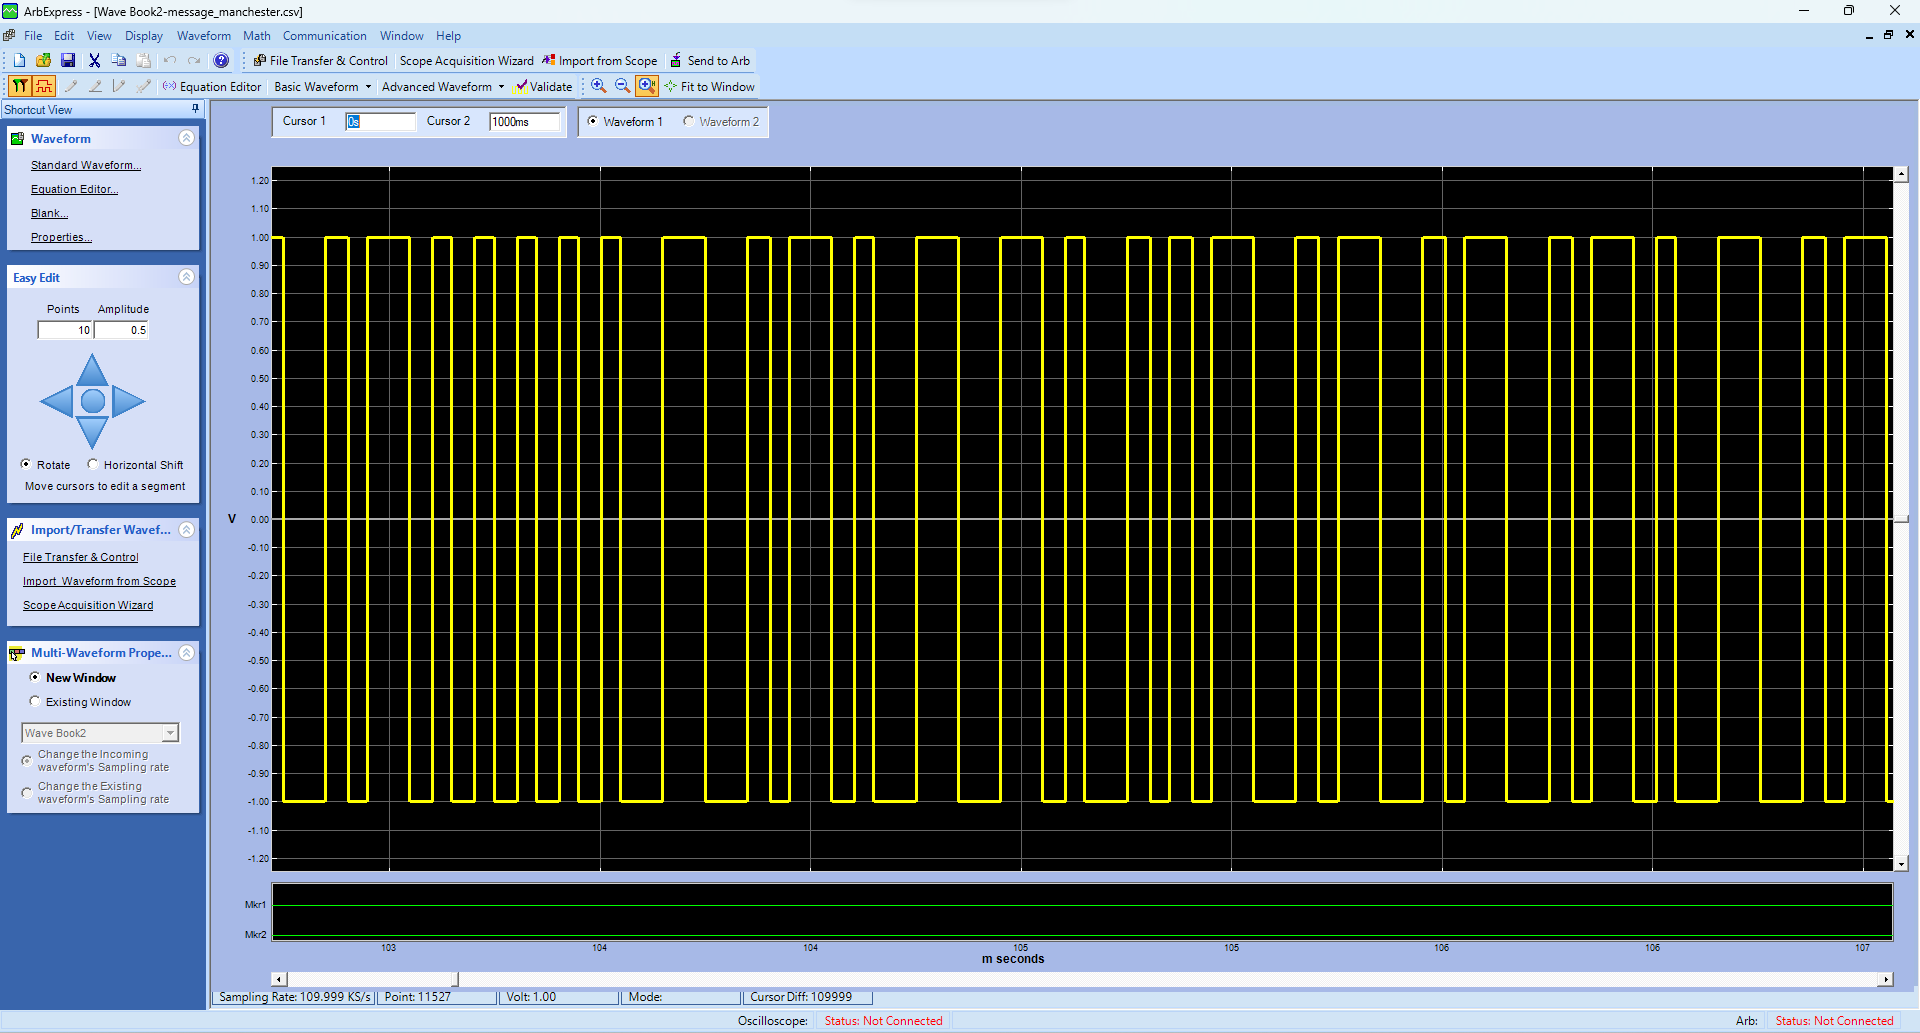 ArbExpress - [Wave Book2-message_manchester.csv]
File Edit View Display Waveform Math Communication Window Help
File Transfer & Control Scope Acquisition Wizard Import from Scope Send to Arb
Equation Editor Basic Waveform Advanced Waveform Validate Fit to Window
Shortcut View
Waveform
Standard Waveform...
Equation Editor...
Blank...
Properties...
Easy Edit
Points Amplitude
10 0.5
Rotate Horizontal Shift
Move cursors to edit a segment
Import/Transfer Wavef...
File Transfer & Control
Import Waveform from Scope
Scope Acquisition Wizard
Multi-Waveform Prope...
New Window
Existing Window
Wave Book2
Change the Incoming
waveform's Sampling rate
Change the Existing
waveform's Sampling rate
Cursor 1 0s Cursor 2 1000ms Waveform 1 Waveform 2
1.20
1.10
1.00
0.90
0.80
0.70
0.60
0.50
0.40
0.30
0.20
0.10
V 0.00
-0.10
-0.20
-0.30
-0.40
-0.50
-0.60
-0.70
-0.80
-0.90
-1.00
-1.10
-1.20
Mkr1
Mkr2
103 104 104 105 105 106 106 107
m seconds
Sampling Rate: 109.999 KS/s Point: 11527 Volt: 1.00 Mode: Cursor Diff: 109999
Oscilloscope: Status: Not Connected Arb: Status: Not Connected